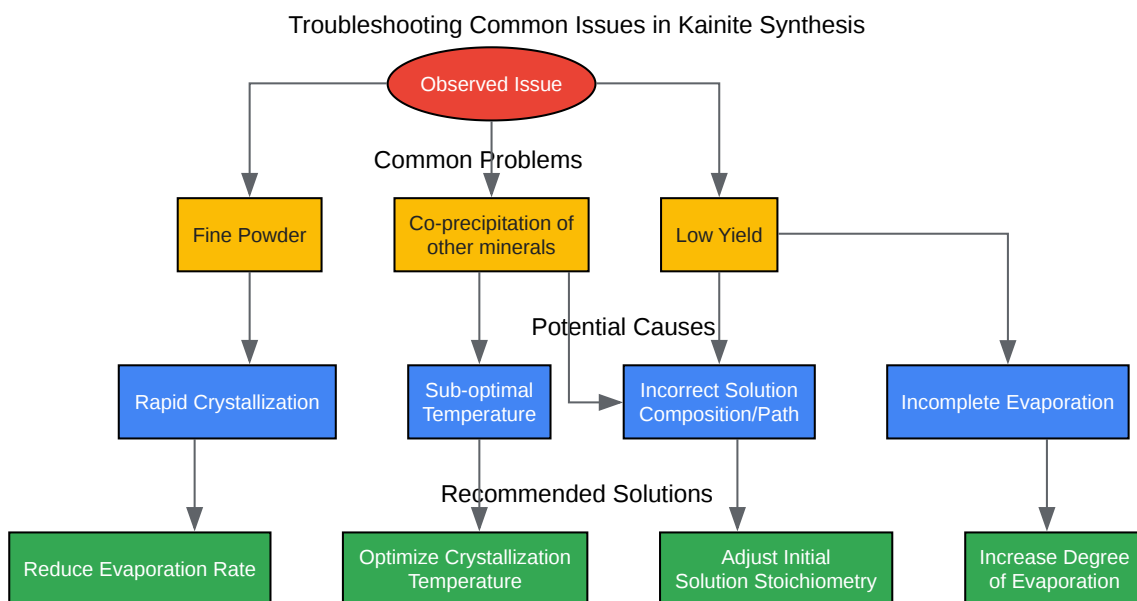 Troubleshooting Common Issues in Kainite Synthesis
Observed Issue
Common Problems
Fine Powder
Co-precipitation of
other minerals
Low Yield
Potential Causes
Rapid Crystallization
Sub-optimal
Temperature
Incorrect Solution
Composition/Path
Incomplete Evaporation
Recommended Solutions
Reduce Evaporation Rate
Optimize Crystallization
Temperature
Adjust Initial
Solution Stoichiometry
Increase Degree
of Evaporation